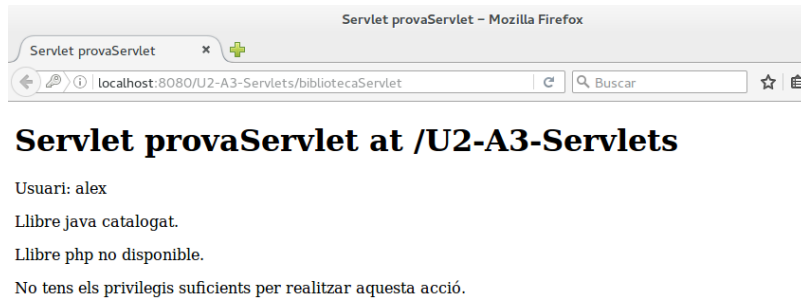 Servlet provaServlet – Mozilla Firefox
Servlet provaServlet
localhost:8080/U2-A3-Servlets/bibliotecaServlet
Buscar
Servlet provaServlet at /U2-A3-Servlets
Usuari: alex
Llibre java catalogat.
Llibre php no disponible.
No tens els privilegis suficients per realitzar aquesta acció.